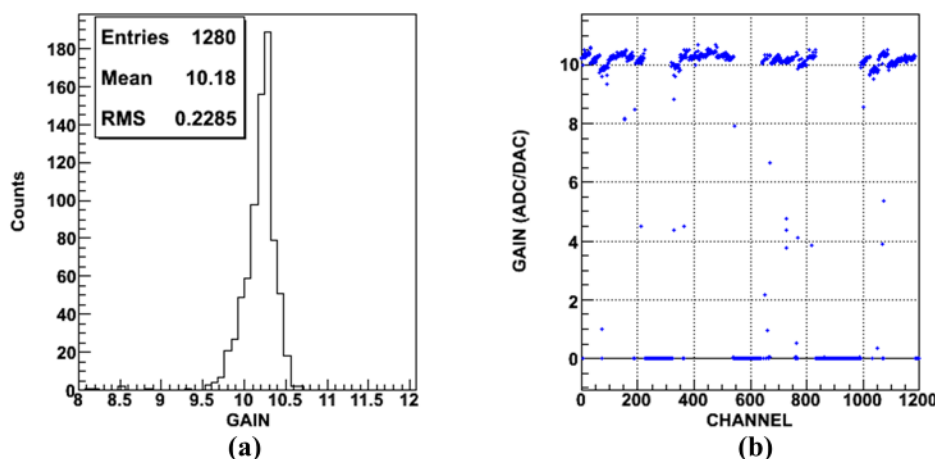 Entries 1280
Mean 10.18
RMS 0.2285
Counts
180
160
140
120
100
80
60
40
20
0
8 8.5 9 9.5 10 10.5 11 11.5 12
GAIN
(a)
GAIN (ADC/DAC)
10
8
6
4
2
0
0 200 400 600 800 1000 1200
CHANNEL
(b)